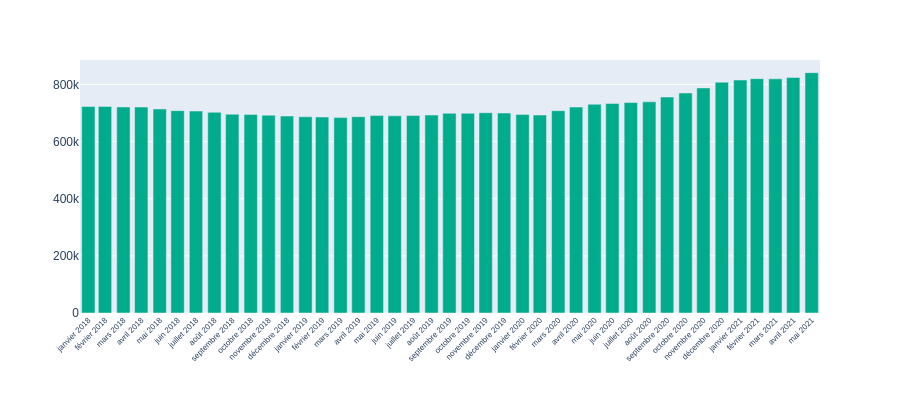 800k
600k
400k
200k
0
janvier 2018
février 2018
mars 2018
avril 2018
mai 2018
juin 2018
juillet 2018
août 2018
septembre 2018
octobre 2018
novembre 2018
décembre 2018
janvier 2019
février 2019
mars 2019
avril 2019
mai 2019
juin 2019
juillet 2019
août 2019
septembre 2019
octobre 2019
novembre 2019
décembre 2019
janvier 2020
février 2020
mars 2020
avril 2020
mai 2020
juin 2020
juillet 2020
août 2020
septembre 2020
octobre 2020
novembre 2020
décembre 2020
janvier 2021
février 2021
mars 2021
avril 2021
mai 2021